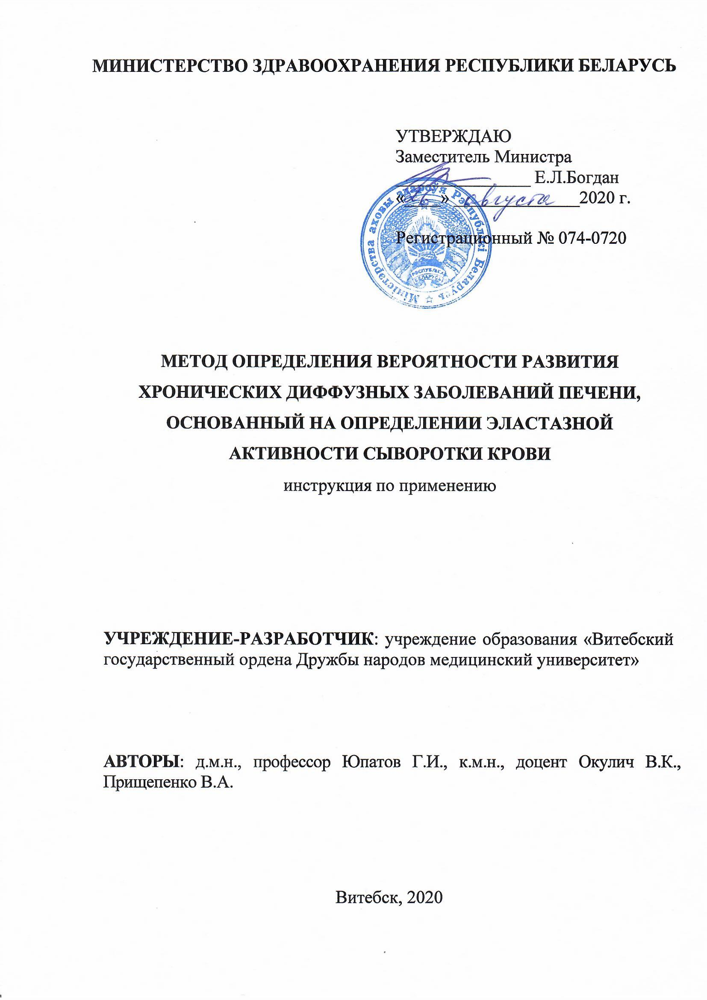 МИНИСТЕРСТВО ЗДРАВООХРАНЕНИЯ РЕСПУБЛИКИ БЕЛАРУСЬ
УТВЕРЖДАЮ
Заместитель Министра
Е.Л.Богдан
«26» августа 2020 г.
Регистрационный № 074-0720
Міністэрства аховы здароўя Рэспублікі Беларусь
РЭСПУБЛІКА
БЕЛАРУСЬ
МЕТОД ОПРЕДЕЛЕНИЯ ВЕРОЯТНОСТИ РАЗВИТИЯ
ХРОНИЧЕСКИХ ДИФФУЗНЫХ ЗАБОЛЕВАНИЙ ПЕЧЕНИ,
ОСНОВАННЫЙ НА ОПРЕДЕЛЕНИИ ЭЛАСТАЗНОЙ
АКТИВНОСТИ СЫВОРОТКИ КРОВИ
инструкция по применению
УЧРЕЖДЕНИЕ-РАЗРАБОТЧИК: учреждение образования «Витебский
государственный ордена Дружбы народов медицинский университет»
АВТОРЫ: д.м.н., профессор Юпатов Г.И., к.м.н., доцент Окулич В.К.,
Прищепенко В.А.
Витебск, 2020